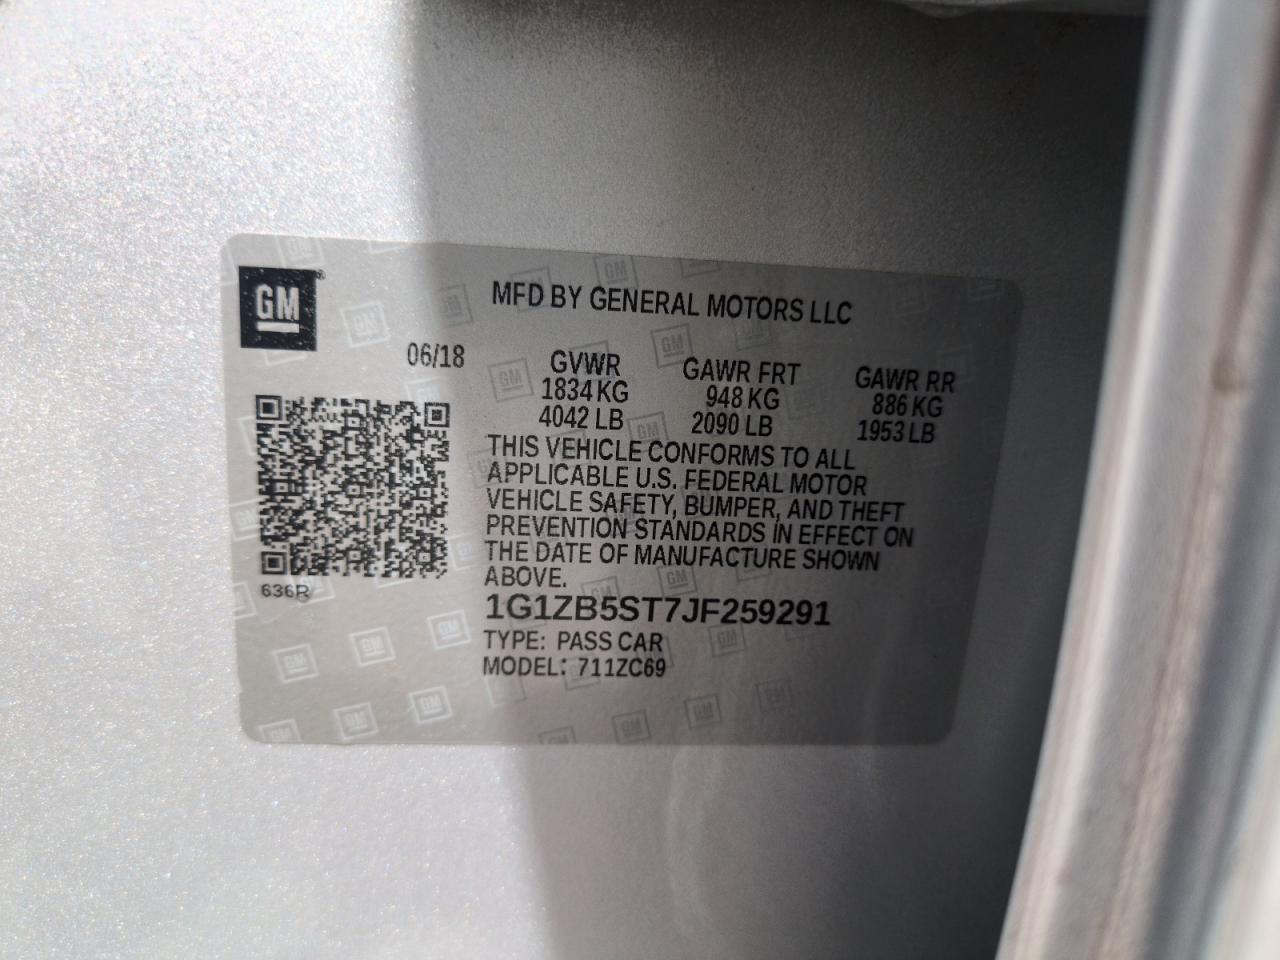 GM
MFD BY GENERAL MOTORS LLC
06/18
GVWR GAWR FRT GAWR RR
1834 KG 948 KG 886 KG
4042 LB 2090 LB 1953 LB
THIS VEHICLE CONFORMS TO ALL
APPLICABLE U.S. FEDERAL MOTOR
VEHICLE SAFETY, BUMPER, AND THEFT
PREVENTION STANDARDS IN EFFECT ON
THE DATE OF MANUFACTURE SHOWN
ABOVE.
636R
1G1ZB5ST7JF259291
TYPE: PASS CAR
MODEL: 711ZC69